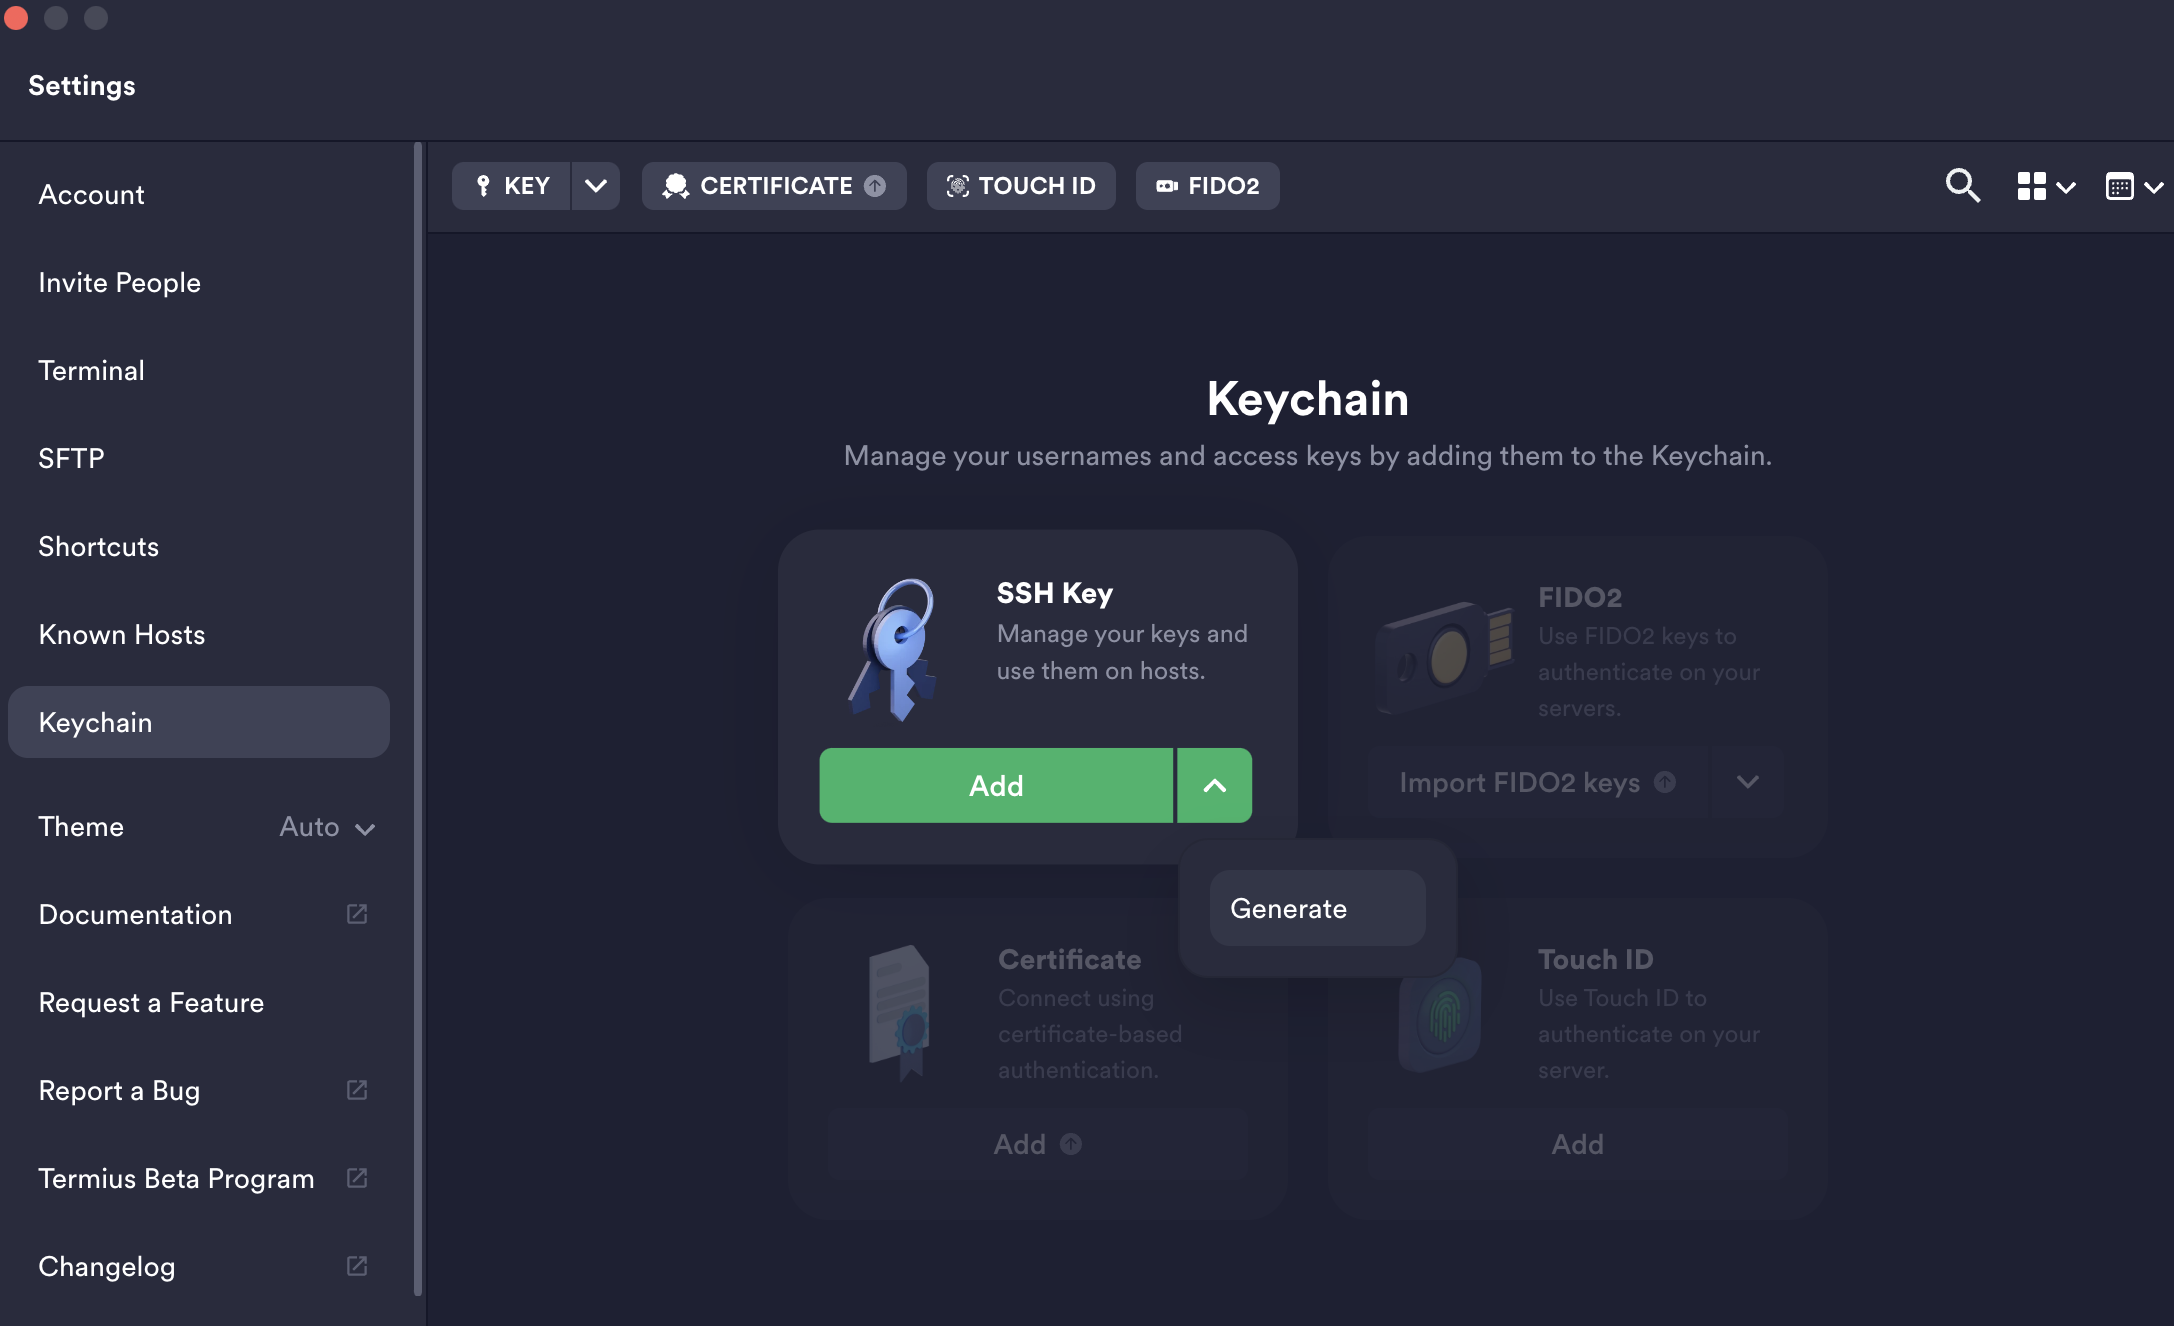 Settings
Account
Invite People
Terminal
SFTP
Shortcuts
Known Hosts
Keychain
Theme Auto
Documentation
Request a Feature
Report a Bug
Termius Beta Program
Changelog
KEY CERTIFICATE TOUCH ID FIDO2
Keychain
Manage your usernames and access keys by adding them to the Keychain.
SSH Key
Manage your keys and
use them on hosts.
Add
Generate
FIDO2
Use FIDO2 keys to
authenticate on your
servers.
Import FIDO2 keys
Certificate
Connect using
certificate-based
authentication.
Add
Touch ID
Use Touch ID to
authenticate on your
server.
Add